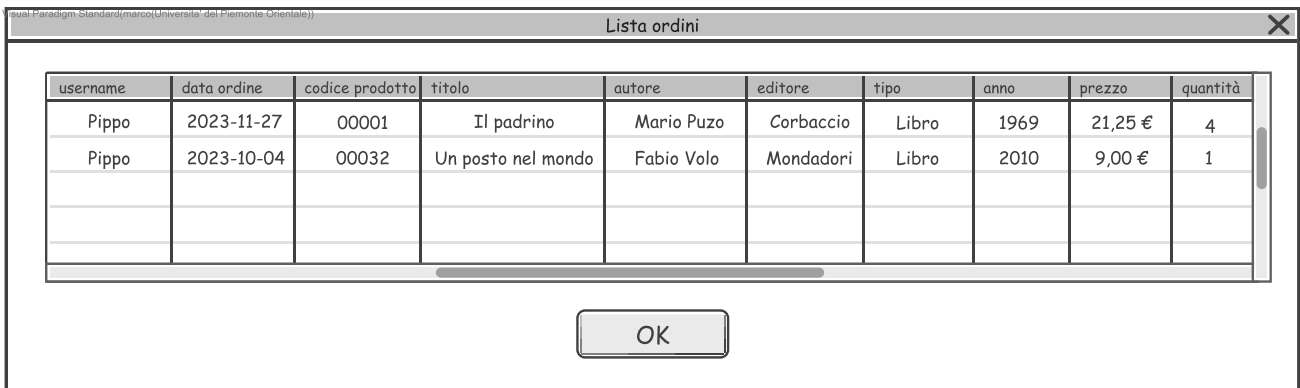 Visual Paradigm Standard(marco(Universita' del Piemonte Orientale))
Lista ordini
username data ordine codice prodotto titolo autore editore tipo anno prezzo quantità
Pippo 2023-11-27 00001 Il padrino Mario Puzo Corbaccio Libro 1969 21,25 € 4
Pippo 2023-10-04 00032 Un posto nel mondo Fabio Volo Mondadori Libro 2010 9,00 € 1
OK